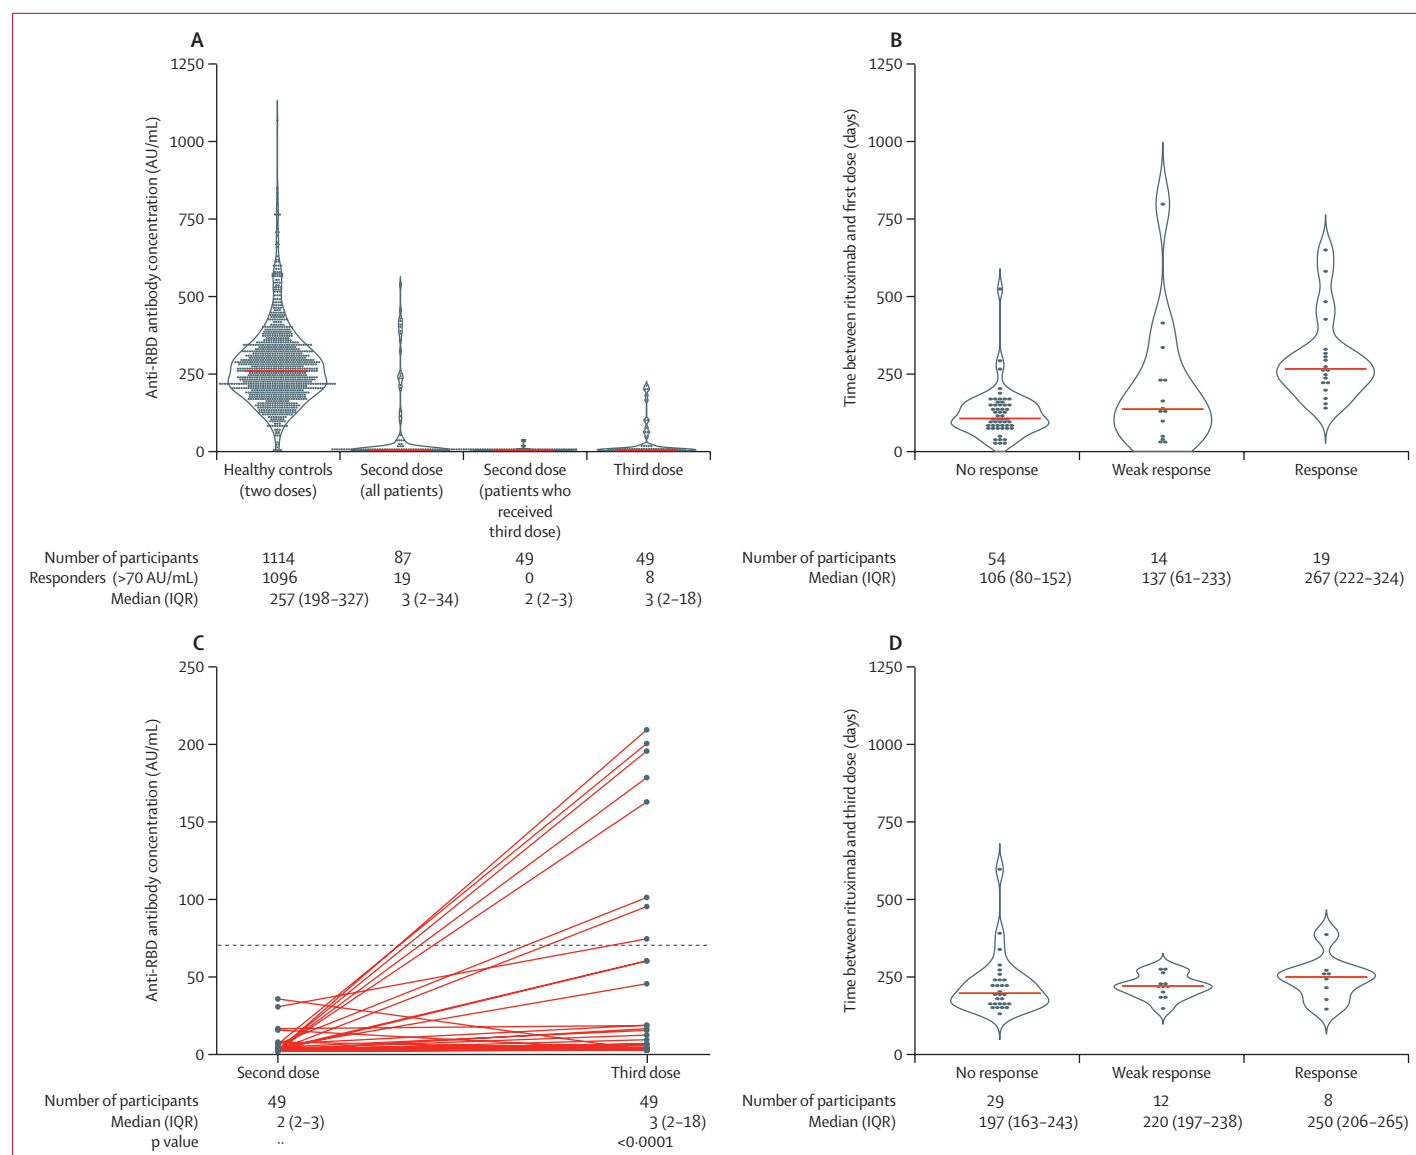 A
Anti-RBD antibody concentration (AU/mL)
1250
1000
750
500
250
0
Healthy controls
(two doses)
Second dose
(all patients)
Second dose
(patients who
received
third dose)
Third dose
Number of participants 1114 87 49 49
Responders (>70 AU/mL) 1096 19 0 8
Median (IQR) 257 (198–327) 3 (2–34) 2 (2–3) 3 (2–18)
B
Time between rituximab and first dose (days)
1250
1000
750
500
250
0
No response Weak response Response
Number of participants 54 14 19
Median (IQR) 106 (80–152) 137 (61–233) 267 (222–324)
C
Anti-RBD antibody concentration (AU/mL)
250
200
150
100
50
0
Second dose Third dose
Number of participants 49 49
Median (IQR) 2 (2–3) 3 (2–18)
p value ·· <0·0001
D
Time between rituximab and third dose (days)
1250
1000
750
500
250
0
No response Weak response Response
Number of participants 29 12 8
Median (IQR) 197 (163–243) 220 (197–238) 250 (206–265)